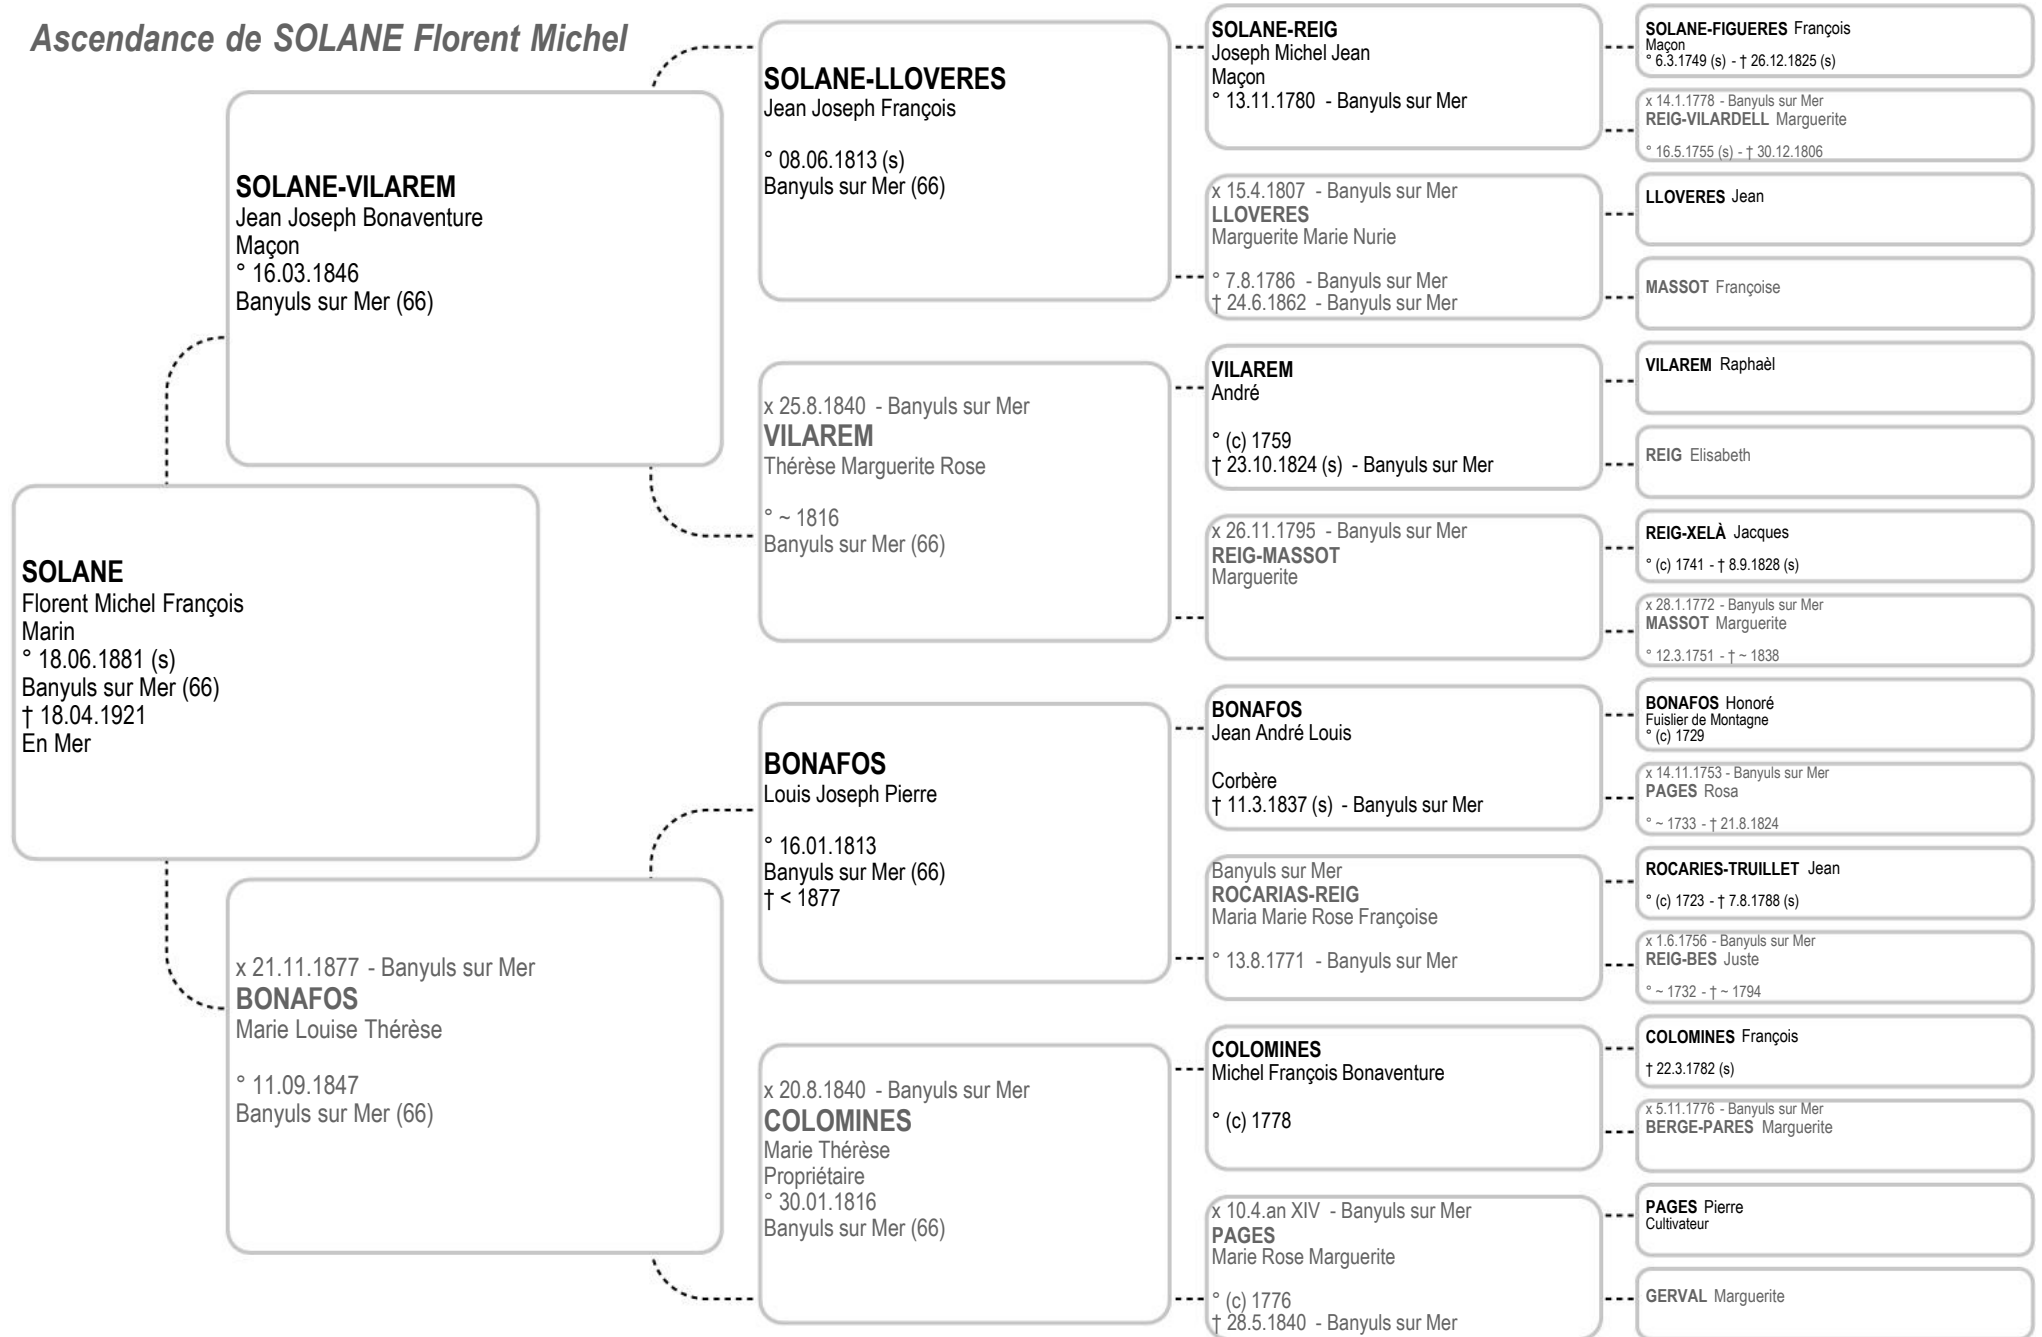 Ascendance de SOLANE Florent Michel
SOLANE
Florent Michel François
Marin
° 18.06.1881 (s)
Banyuls sur Mer (66)
† 18.04.1921
En Mer
SOLANE-VILAREM
Jean Joseph Bonaventure
Maçon
° 16.03.1846
Banyuls sur Mer (66)
x 21.11.1877 - Banyuls sur Mer
BONAFOS
Marie Louise Thérèse
° 11.09.1847
Banyuls sur Mer (66)
SOLANE-LLOVERES
Jean Joseph François
° 08.06.1813 (s)
Banyuls sur Mer (66)
x 25.8.1840 - Banyuls sur Mer
VILAREM
Thérèse Marguerite Rose
° ~ 1816
Banyuls sur Mer (66)
BONAFOS
Louis Joseph Pierre
° 16.01.1813
Banyuls sur Mer (66)
† < 1877
x 20.8.1840 - Banyuls sur Mer
COLOMINES
Marie Thérèse
Propriétaire
° 30.01.1816
Banyuls sur Mer (66)
SOLANE-REIG
Joseph Michel Jean
Maçon
° 13.11.1780 - Banyuls sur Mer
x 15.4.1807 - Banyuls sur Mer
LLOVERES
Marguerite Marie Nurie
° 7.8.1786 - Banyuls sur Mer
† 24.6.1862 - Banyuls sur Mer
VILAREM
André
° (c) 1759
† 23.10.1824 (s) - Banyuls sur Mer
x 26.11.1795 - Banyuls sur Mer
REIG-MASSOT
Marguerite
BONAFOS
Jean André Louis
Corbère
† 11.3.1837 (s) - Banyuls sur Mer
Banyuls sur Mer
ROCARIAS-REIG
Maria Marie Rose Françoise
° 13.8.1771 - Banyuls sur Mer
COLOMINES
Michel François Bonaventure
° (c) 1778
x 10.4.an XIV - Banyuls sur Mer
PAGES
Marie Rose Marguerite
° (c) 1776
† 28.5.1840 - Banyuls sur Mer
SOLANE-FIGUERES François
Maçon
° 6.3.1749 (s) - † 26.12.1825 (s)
x 14.1.1778 - Banyuls sur Mer
REIG-VILARDELL Marguerite
° 16.5.1755 (s) - † 30.12.1806
LLOVERES Jean
MASSOT Françoise
VILAREM Raphaèl
REIG Elisabeth
REIG-XELÀ Jacques
° (c) 1741 - † 8.9.1828 (s)
x 28.1.1772 - Banyuls sur Mer
MASSOT Marguerite
° 12.3.1751 - † ~ 1838
BONAFOS Honoré
Fuislier de Montagne
° (c) 1729
x 14.11.1753 - Banyuls sur Mer
PAGES Rosa
° ~ 1733 - † 21.8.1824
ROCARIES-TRUILLET Jean
° (c) 1723 - † 7.8.1788 (s)
x 1.6.1756 - Banyuls sur Mer
REIG-BES Juste
° ~ 1732 - † ~ 1794
COLOMINES François
† 22.3.1782 (s)
x 5.11.1776 - Banyuls sur Mer
BERGE-PARES Marguerite
PAGES Pierre
Cultivateur
GERVAL Marguerite